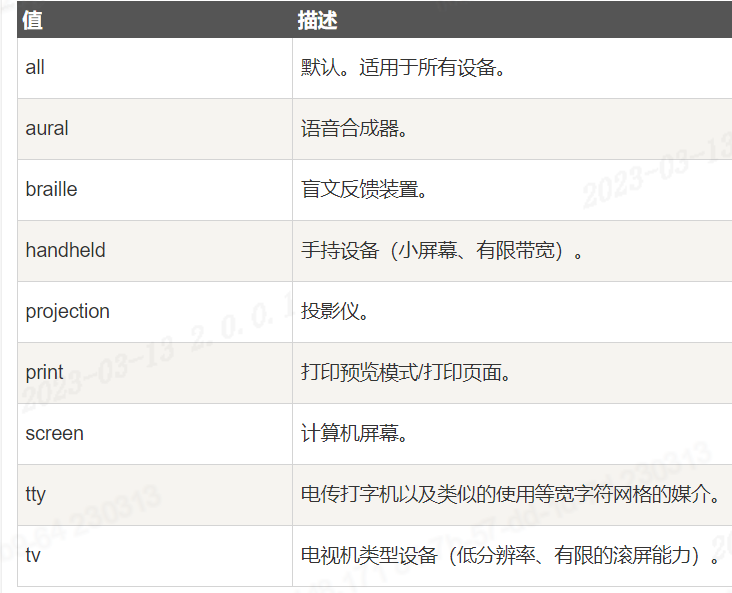 值 描述
all 默认。适用于所有设备。
aural 语音合成器。
braille 盲文反馈装置。
handheld 手持设备（小屏幕、有限带宽）。
projection 投影仪。
print 打印预览模式/打印页面。
screen 计算机屏幕。
tty 电传打字机以及类似的使用等宽字符网格的媒介。
tv 电视机类型设备（低分辨率、有限的滚屏能力）。
2023-03-13
2023-03-13 2.0.0.1